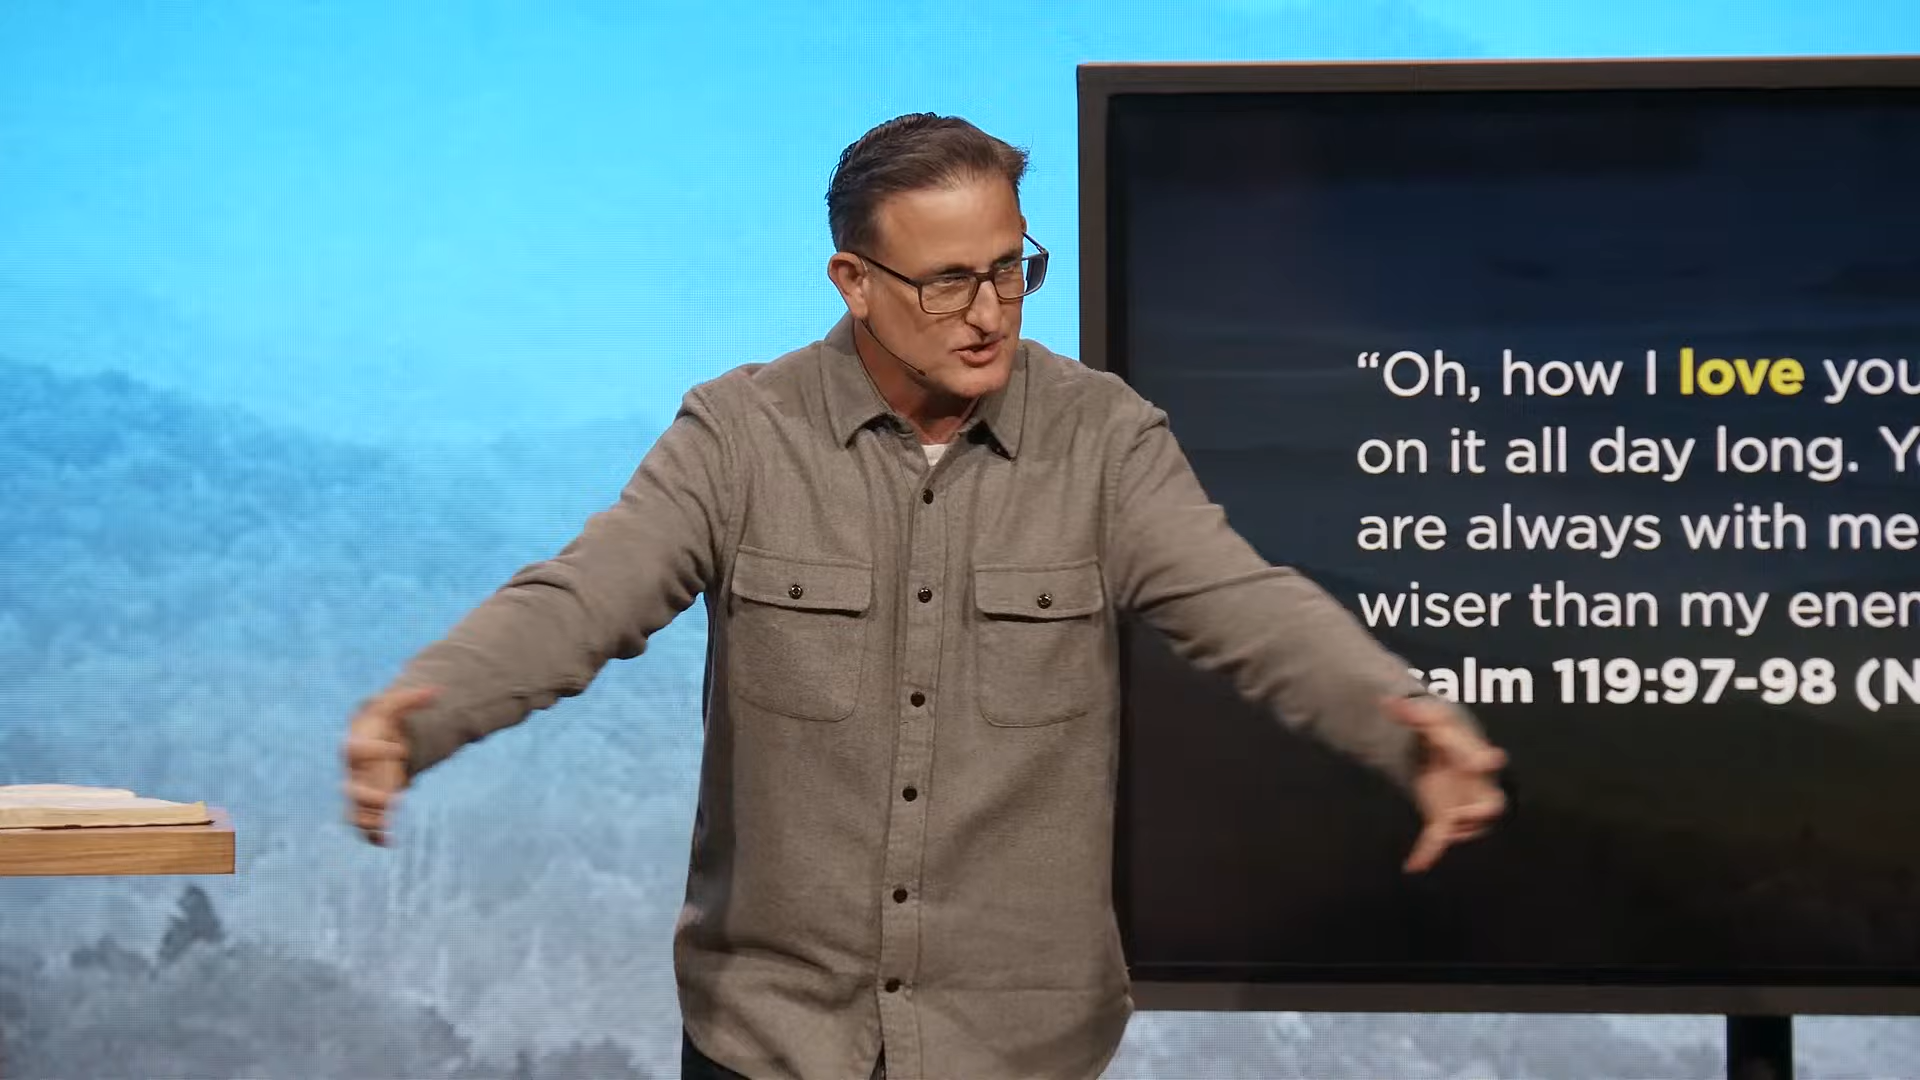 “Oh, how I love you
on it all day long.
are always with me
wiser than my
119:97-98